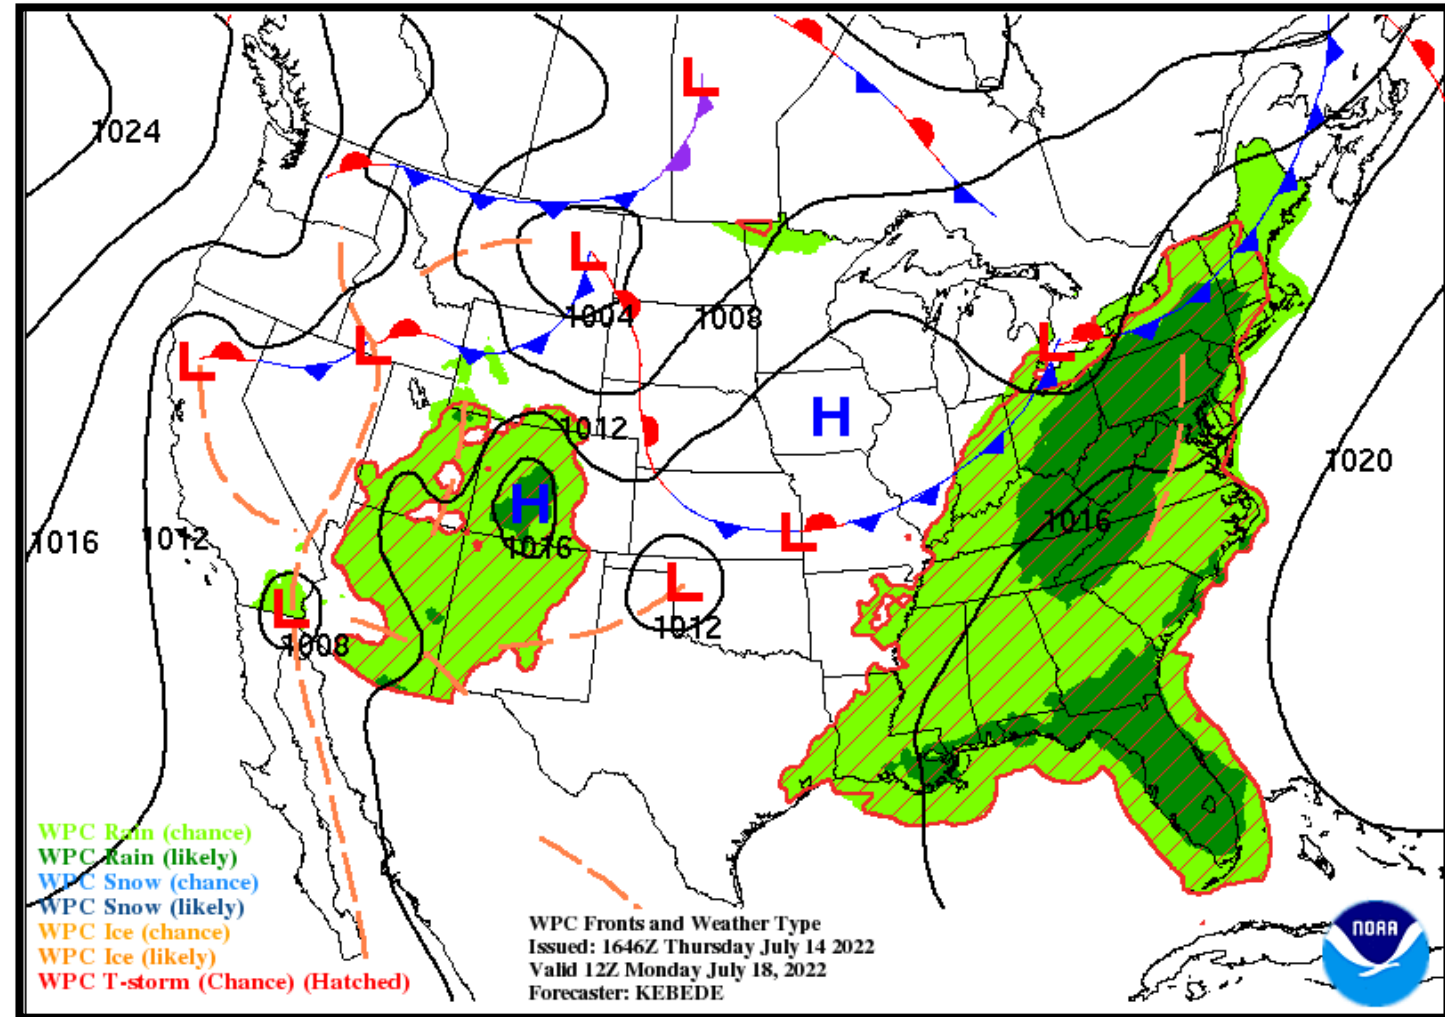 L
1024
L
1004
1008
L
L
L
1012
H
1020
H
1016
1012
1016
L
1016
L
1012
L
1008
WPC Rain (chance)
WPC Rain (likely)
WPC Snow (chance)
WPC Snow (likely)
WPC Ice (chance)
WPC Ice (likely)
WPC T-storm (Chance) (Hatched)
WPC Fronts and Weather Type
Issued: 1646Z Thursday July 14 2022
Valid 12Z Monday July 18, 2022
Forecaster: KEBEDE
NOAA